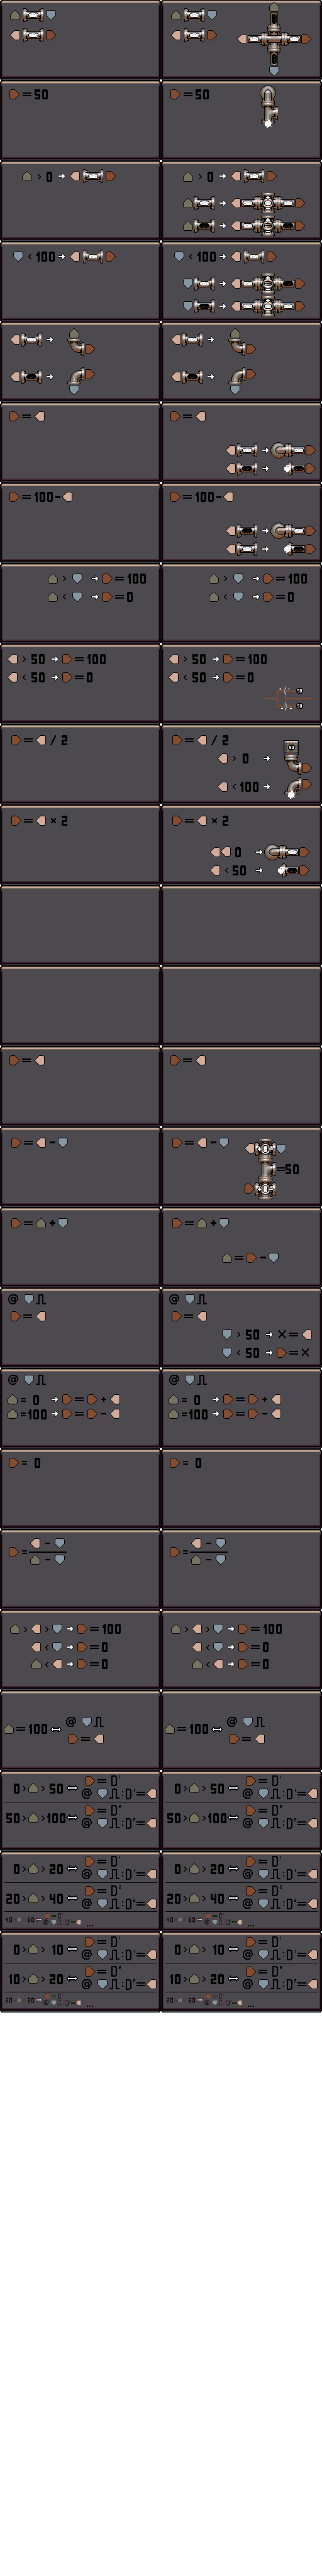 = 50 = 50
> 0 → > 0 →
< 100 → < 100 →
→ →
→ →
= =
→
→
= 100 - = 100 -
→
→
> → = 100 > → = 100
< → = 0 < → = 0
> 50 → = 100 > 50 → = 100
< 50 → = 0 < 50 → = 0
= / 2 = / 2
> 0 →
< 100 →
= × 2 = × 2
0 →
< 50 →
= =
= - = -
= 50
= + = +
= -
@ @
= =
> 50 → × =
< 50 → = ×
@ @
= 0 → = + = 0 → = +
= 100 → = - = 100 → = -
= 0 = 0
= - = -
- -
> > → = 100 > > → = 100
< → = 0 < → = 0
< → = 0 < → = 0
= 100 ⇔ @ = 100 ⇔ @
= =
0 > > 50 ⇔ = D' 0 > > 50 ⇔ = D'
@ : D' = @ : D' =
50 > > 100 ⇔ = D' 50 > > 100 ⇔ = D'
@ : D' = @ : D' =
0 > > 20 ⇔ = D' 0 > > 20 ⇔ = D'
@ : D' = @ : D' =
20 > > 40 ⇔ = D' 20 > > 40 ⇔ = D'
@ : D' = @ : D' =
... ...
0 > > 10 ⇔ = D' 0 > > 10 ⇔ = D'
@ : D' = @ : D' =
10 > > 20 ⇔ = D' 10 > > 20 ⇔ = D'
@ : D' = @ : D' =
... ...